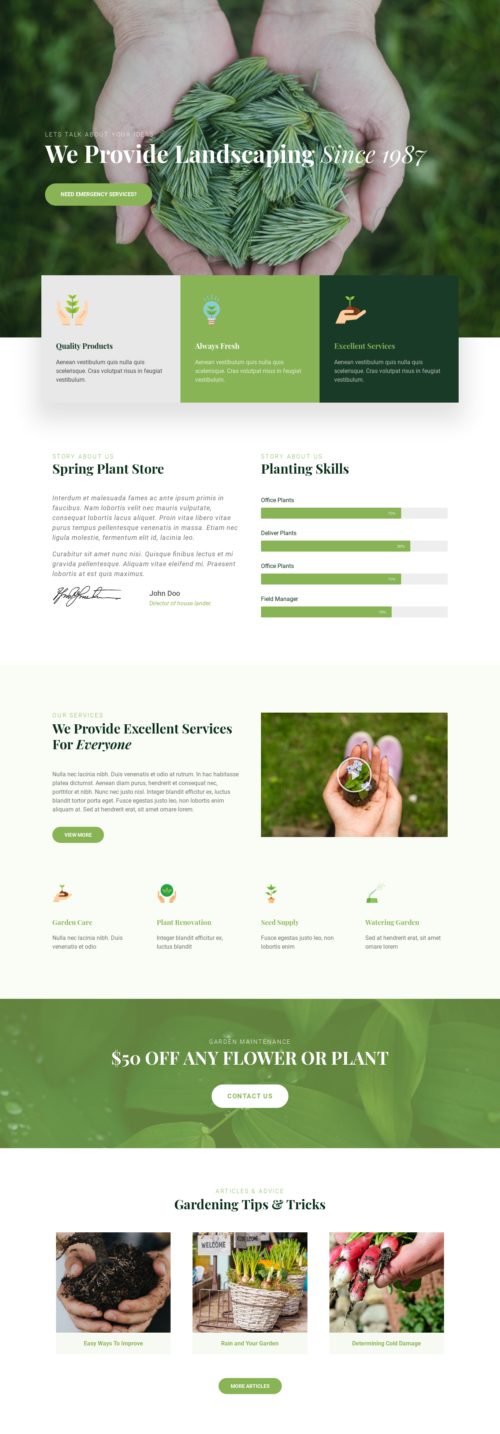 LETS TALK ABOUT YOUR IDEAS
We Provide Landscaping Since 1987
NEED EMERGENCY SERVICES?
Quality Products
Aenean vestibulum nulla quis
scelerisque. Cras volutpat risus in feugiat
vestibulum.
Always Fresh
Aenean vestibulum nulla quis
scelerisque. Cras volutpat risus in feugiat
vestibulum.
Excellent Services
Aenean vestibulum nulla quis
scelerisque. Cras volutpat risus in feugiat
vestibulum.
STORY ABOUT US
Spring Plant Store
Interdum et malesuada fames ac ante ipsum primis in
faucibus. Nam lobortis velit nec mauris vulputate,
consequat lobortis lacus aliquet. Proin vitae libero vitae
purus tempus pellentesque venenatis in massa. Etiam nec
ligula molestie, fermentum elit id, lacinia leo.
Curabitur sit amet nunc nisi. Quisque finibus lectus et mi
gravida pellentesque. Aliquam vitae eleifend mi. Praesent
lobortis at est quis maximus.
John Doo
Director of house lander.
STORY ABOUT US
Planting Skills
Office Plants
75%
Deliver Plants
80%
Office Plants
75%
Field Manager
70%
OUR SERVICES
We Provide Excellent Services
For Everyone
Nulla nec lacinia nibh. Duis venenatis et odio at rutrum. In hac habitasse
platea dictumst. Aenean diam purus, hendrerit et consequat nec,
porttitor et nibh. Nunc nec justo nisl. Integer blandit efficitur ex, luctus
blandit tortor porta eget. Fusce egestas justo leo, non lobortis enim
aliquam at. Sed at hendrerit erat, sit amet ornare lorem.
VIEW MORE
Garden Care
Nulla nec lacinia nibh. Duis
venenatis et odio
Plant Renovation
Integer blandit efficitur ex,
luctus blandit
Seed Supply
Fusce egestas justo leo, non
lobortis enim
Watering Garden
Sed at hendrerit erat, sit amet
ornare lorem
GARDEN MAINTENANCE
$50 OFF ANY FLOWER OR PLANT
CONTACT US
ARTICLES & ADVICE
Gardening Tips & Tricks
WELCOME
Easy Ways To Improve
Rain and Your Garden
Determining Cold Damage
MORE ARTICLES